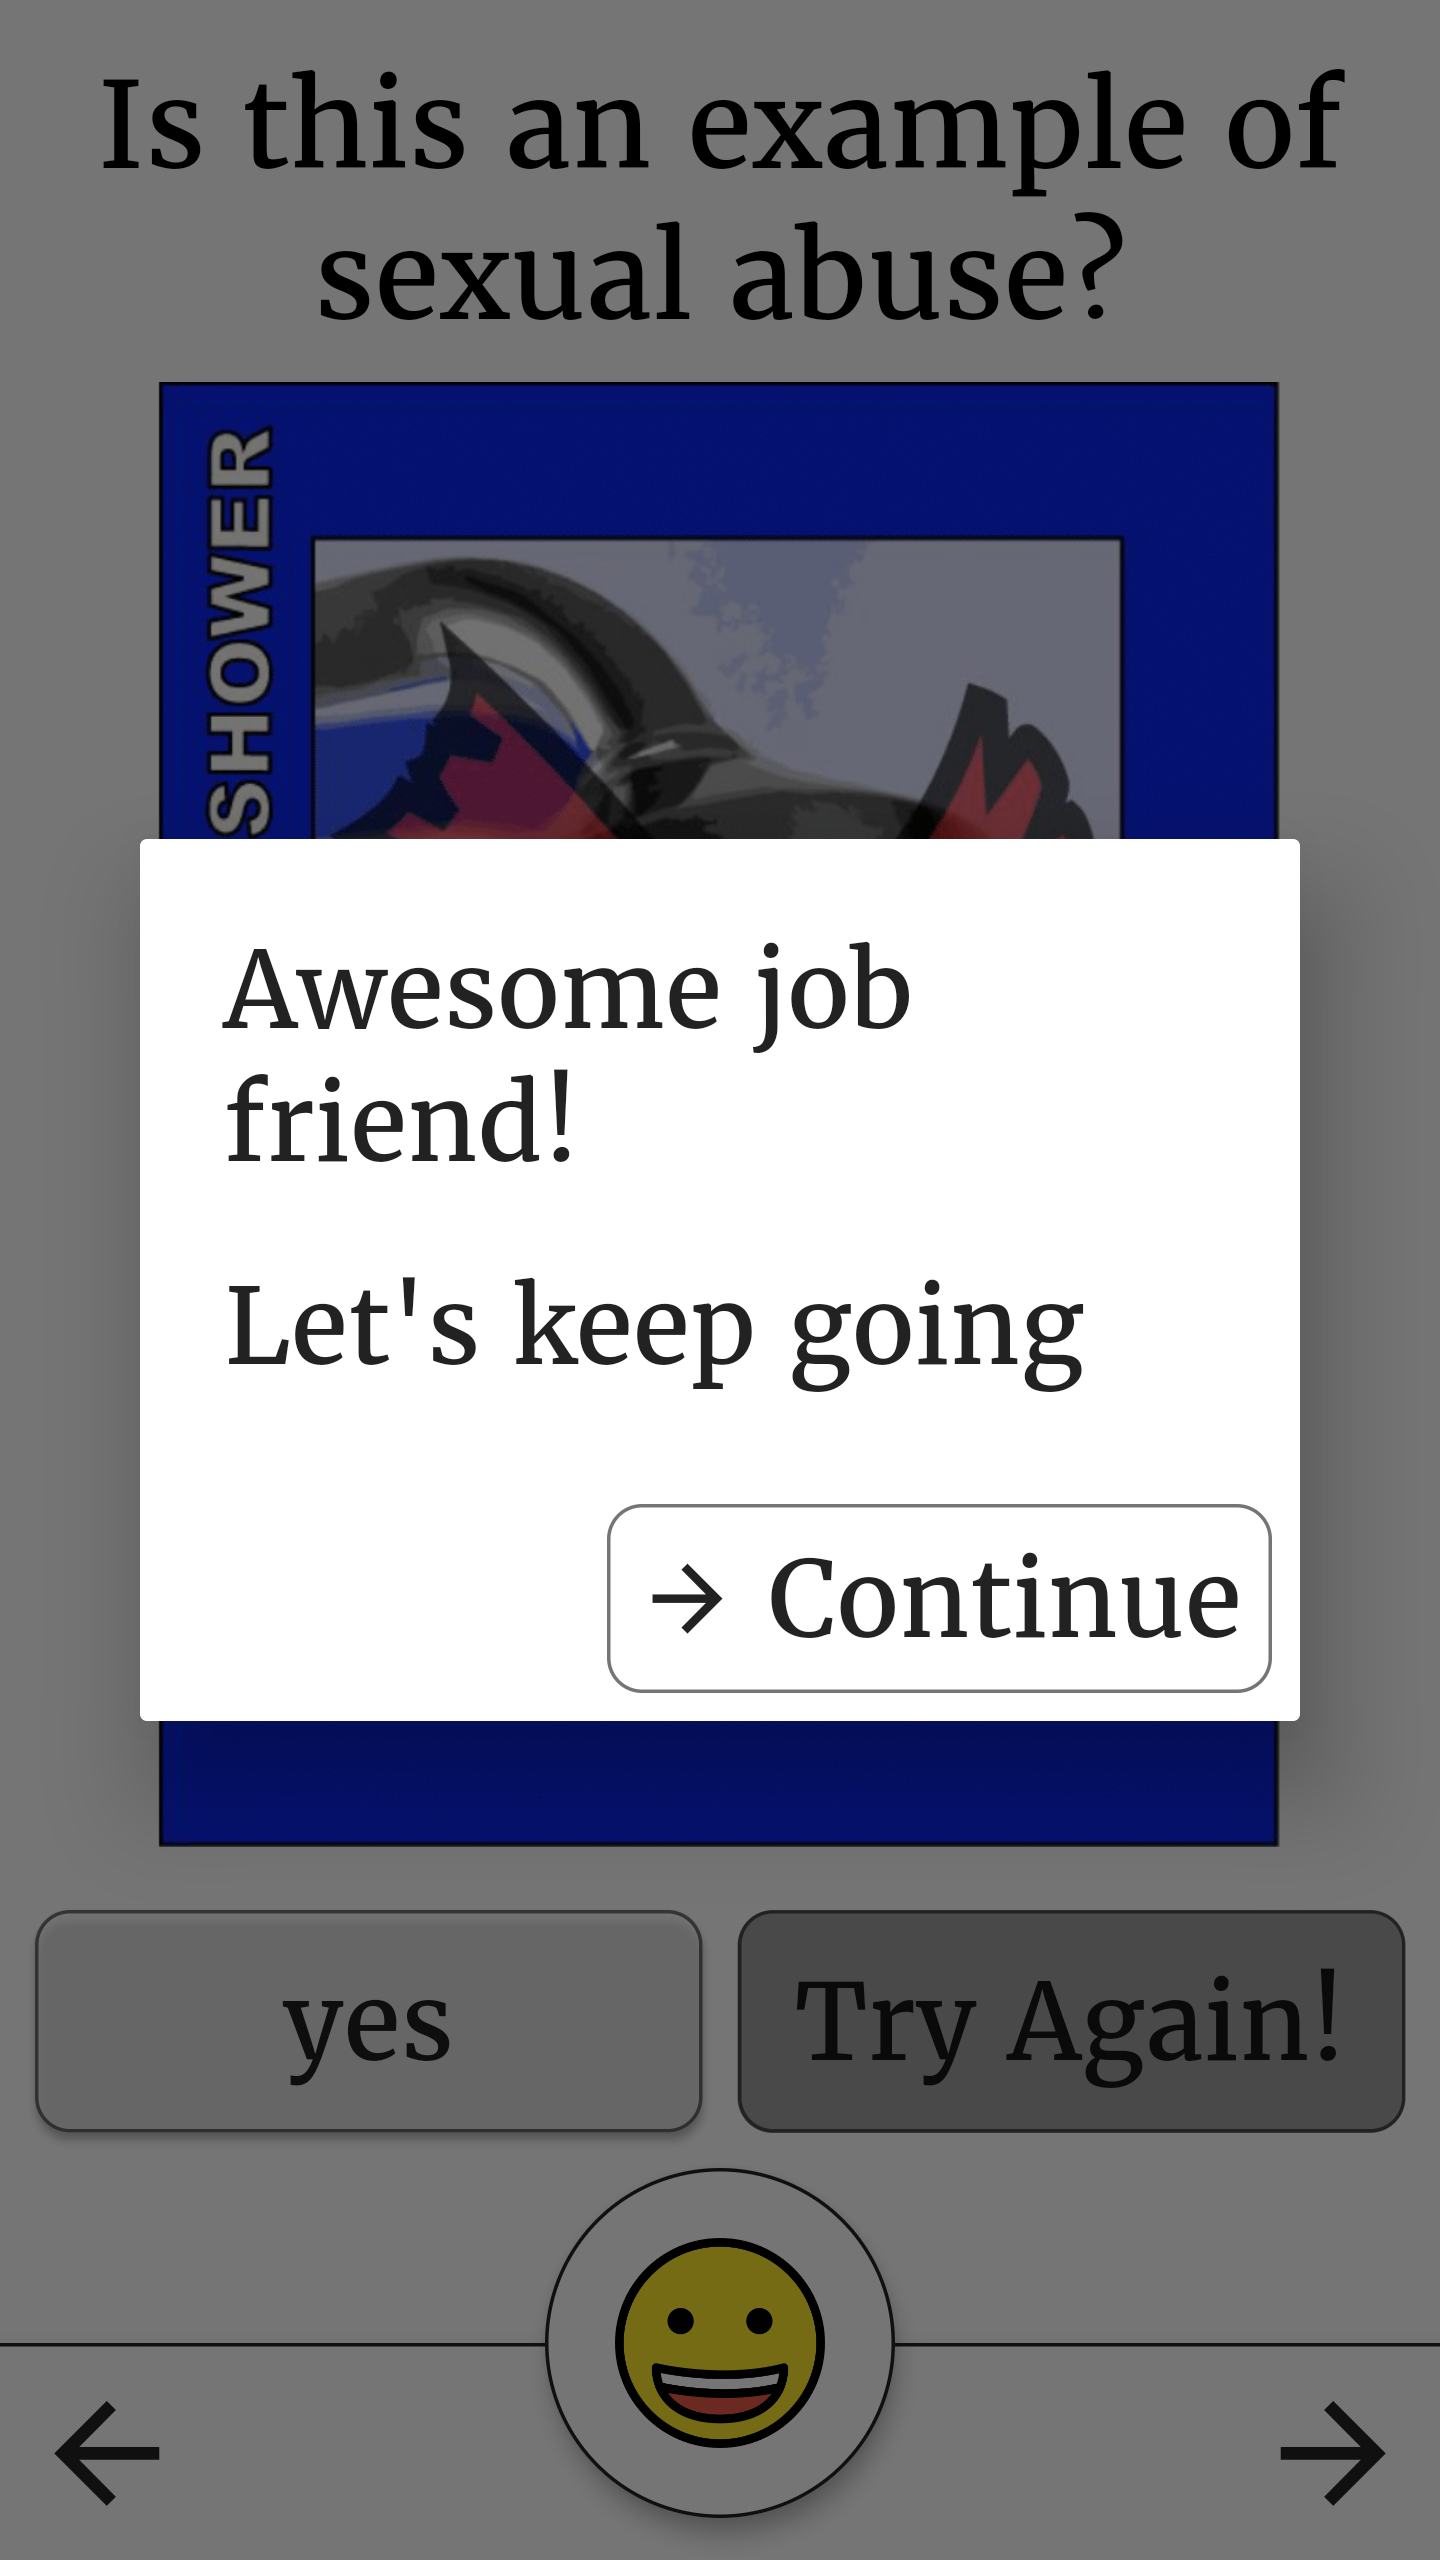 Is this an example of
sexual abuse?
SHOWER
Awesome job
friend!
Let's keep going
Continue
yes
Try Again!